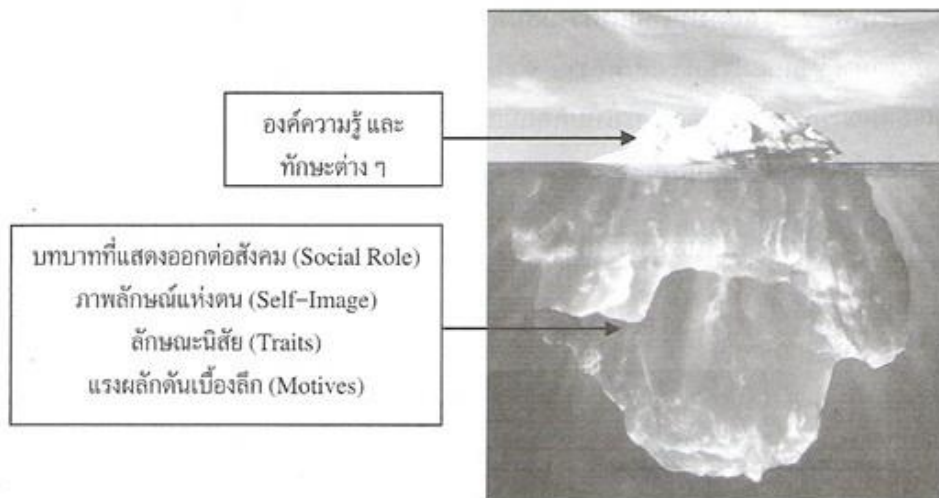 องค์ความรู้ และ
ทักษะต่าง ๆ
บทบาทที่แสดงออกต่อสังคม (Social Role)
ภาพลักษณ์แห่งตน (Self-Image)
ลักษณะนิสัย (Traits)
แรงผลักดันเบื้องลึก (Motives)